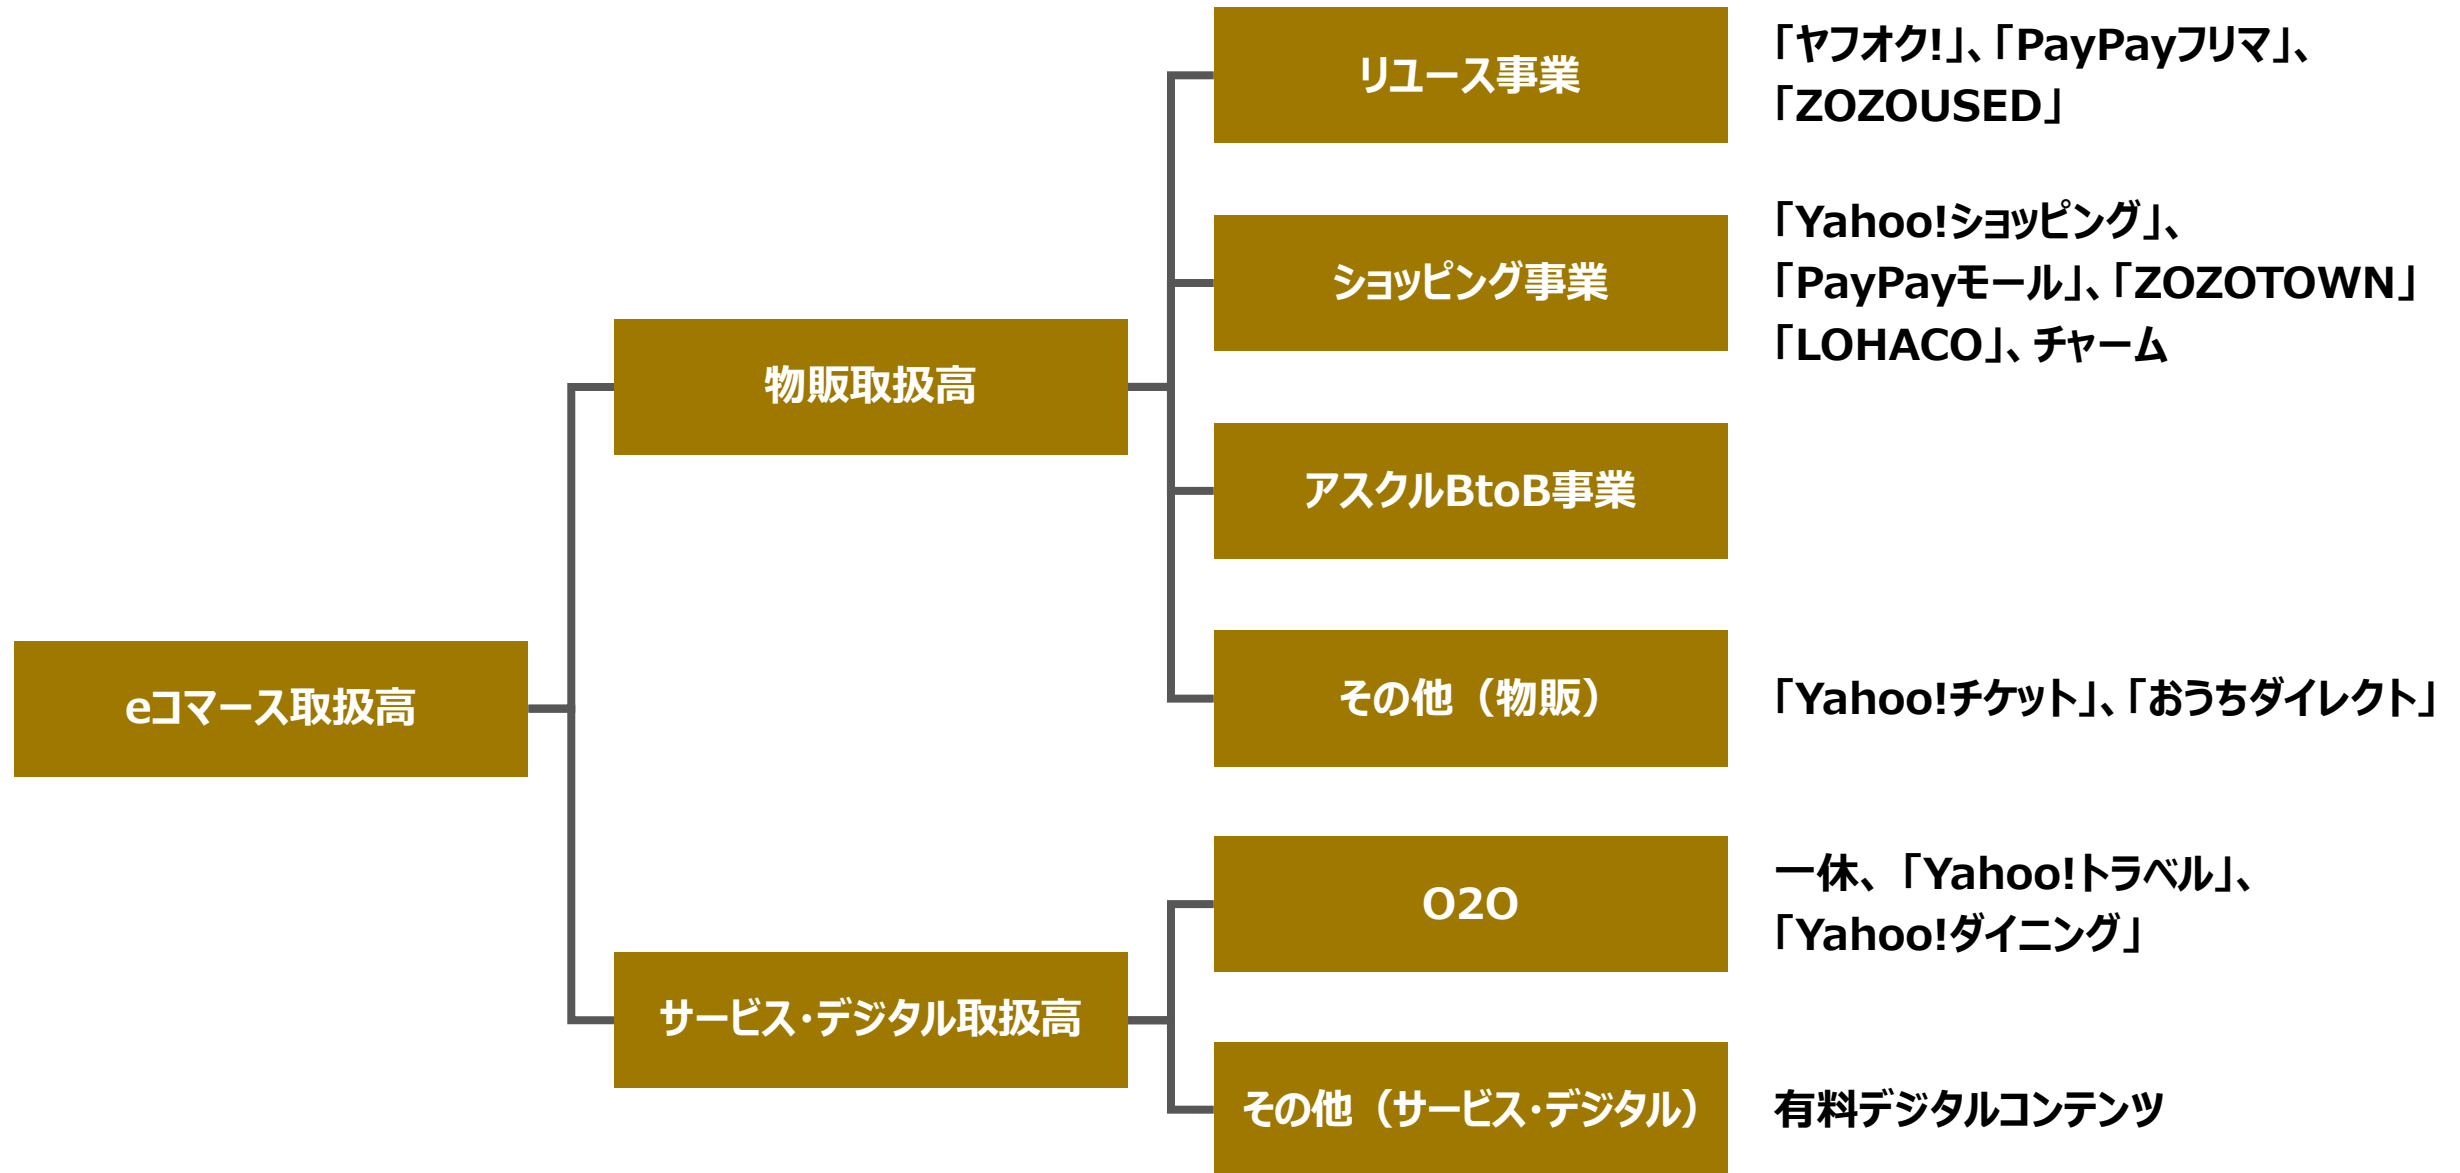 eコマース取扱高
物販取扱高
リユース事業
「ヤフオク!」、「PayPayフリマ」、
「ZOZOUSED」
ショッピング事業
「Yahoo!ショッピング」、
「PayPayモール」、「ZOZOTOWN」
「LOHACO」、チャーム
アスクルBtoB事業
その他（物販）
「Yahoo!チケット」、「おうちダイレクト」
サービス・デジタル取扱高
O2O
一休、「Yahoo!トラベル」、
「Yahoo!ダイニング」
その他（サービス・デジタル）
有料デジタルコンテンツ